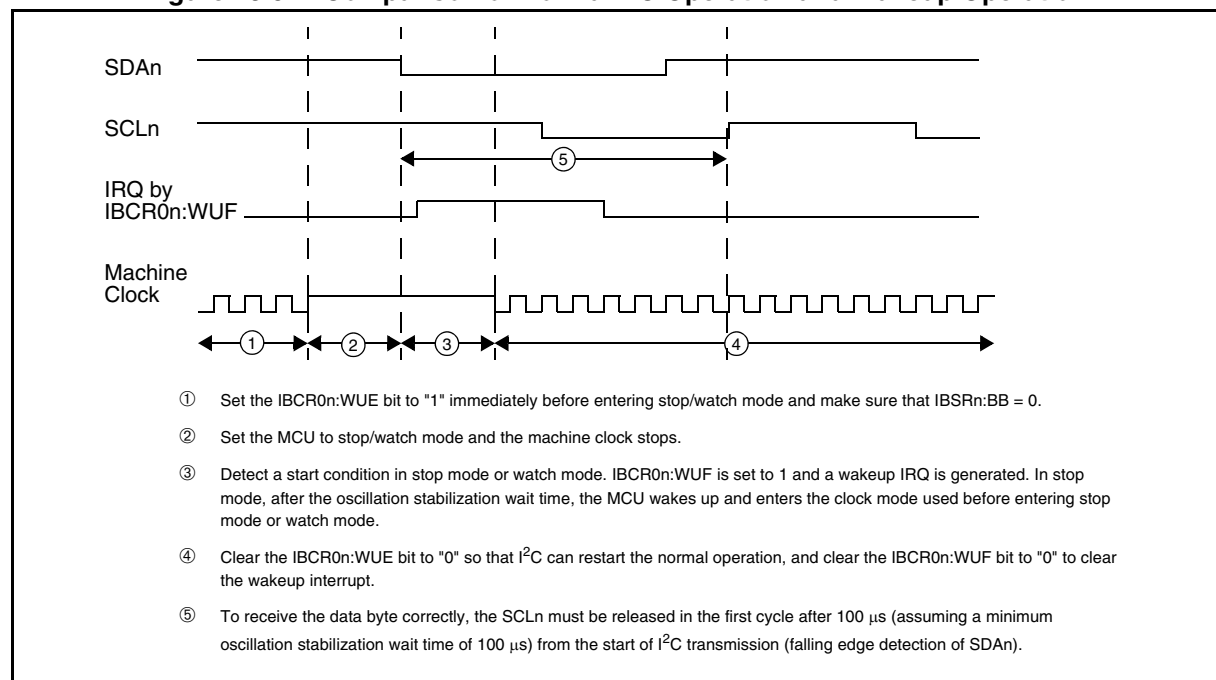 SDAn
SCLn
⑤
IRQ by
IBCR0n:WUF
Machine
Clock
① ② ③ ④
① Set the IBCR0n:WUE bit to "1" immediately before entering stop/watch mode and make sure that IBSRn:BB = 0.
② Set the MCU to stop/watch mode and the machine clock stops.
③ Detect a start condition in stop mode or watch mode. IBCR0n:WUF is set to 1 and a wakeup IRQ is generated. In stop
mode, after the oscillation stabilization wait time, the MCU wakes up and enters the clock mode used before entering stop
mode or watch mode.
④ Clear the IBCR0n:WUE bit to "0" so that I²C can restart the normal operation, and clear the IBCR0n:WUF bit to "0" to clear
the wakeup interrupt.
⑤ To receive the data byte correctly, the SCLn must be released in the first cycle after 100 μs (assuming a minimum
oscillation stabilization wait time of 100 μs) from the start of I²C transmission (falling edge detection of SDAn).